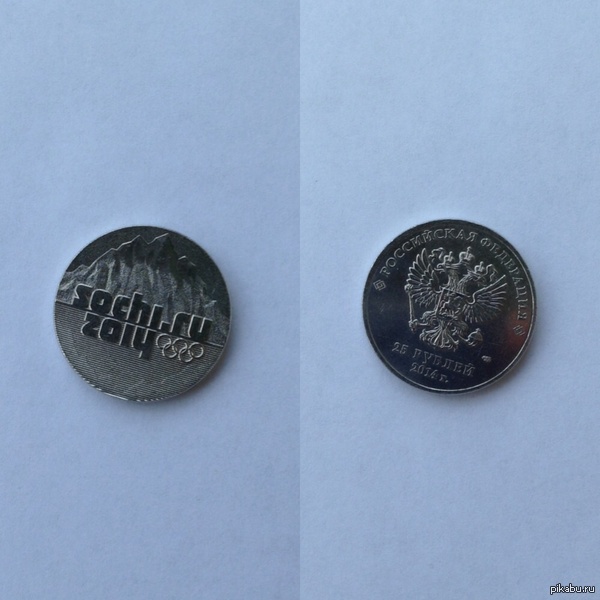 sochi.ru
2014
РОССИЙСКАЯ ФЕДЕРАЦИЯ
25 РУБЛЕЙ
2014 г.
pikabu.ru